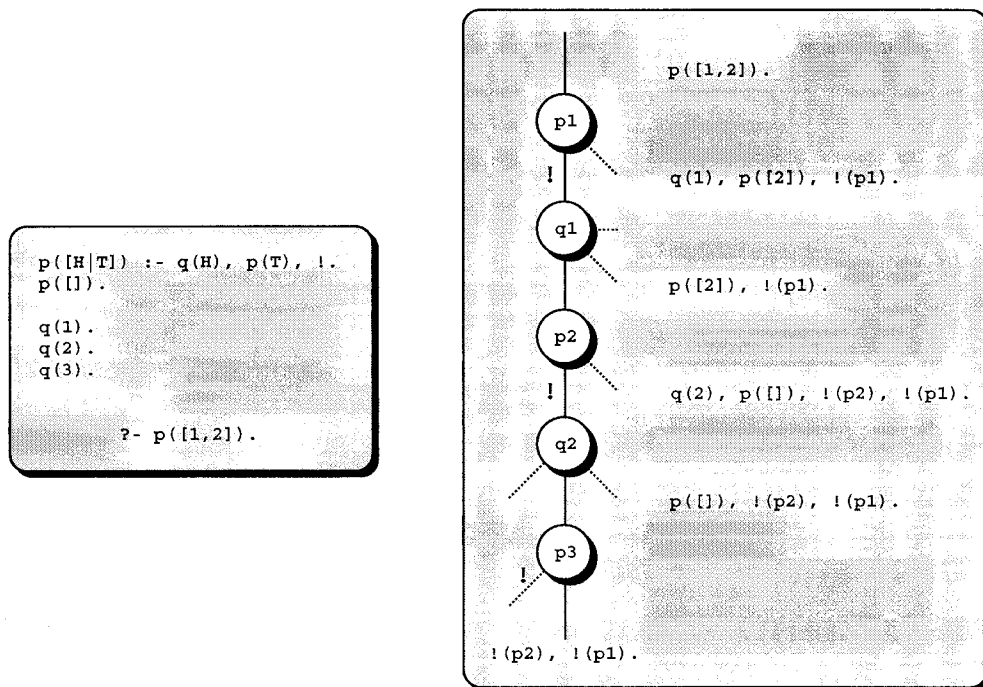 p([H|T]) :- q(H), p(T), !.
p([]).
q(1).
q(2).
q(3).
?- p([1,2]).
p([1,2]).
p1
!
q(1), p([2]), !(p1).
q1
p([2]), !(p1).
p2
!
q(2), p([]), !(p2), !(p1).
q2
p([]), !(p2), !(p1).
p3
!
!(p2), !(p1).